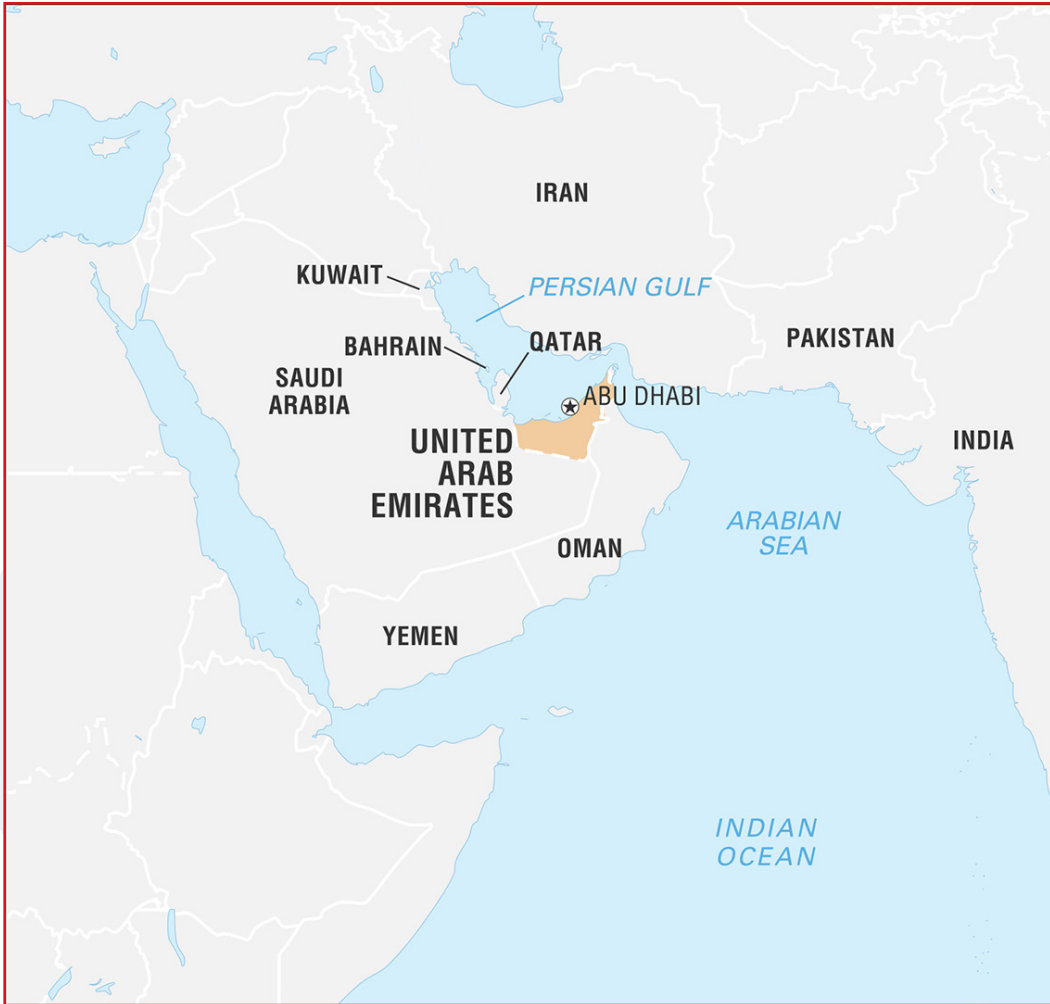 IRAN
KUWAIT
PERSIAN GULF
PAKISTAN
BAHRAIN
QATAR
SAUDI
ARABIA
ABU DHABI
UNITED
ARAB
EMIRATES
INDIA
ARABIAN
SEA
OMAN
YEMEN
INDIAN
OCEAN